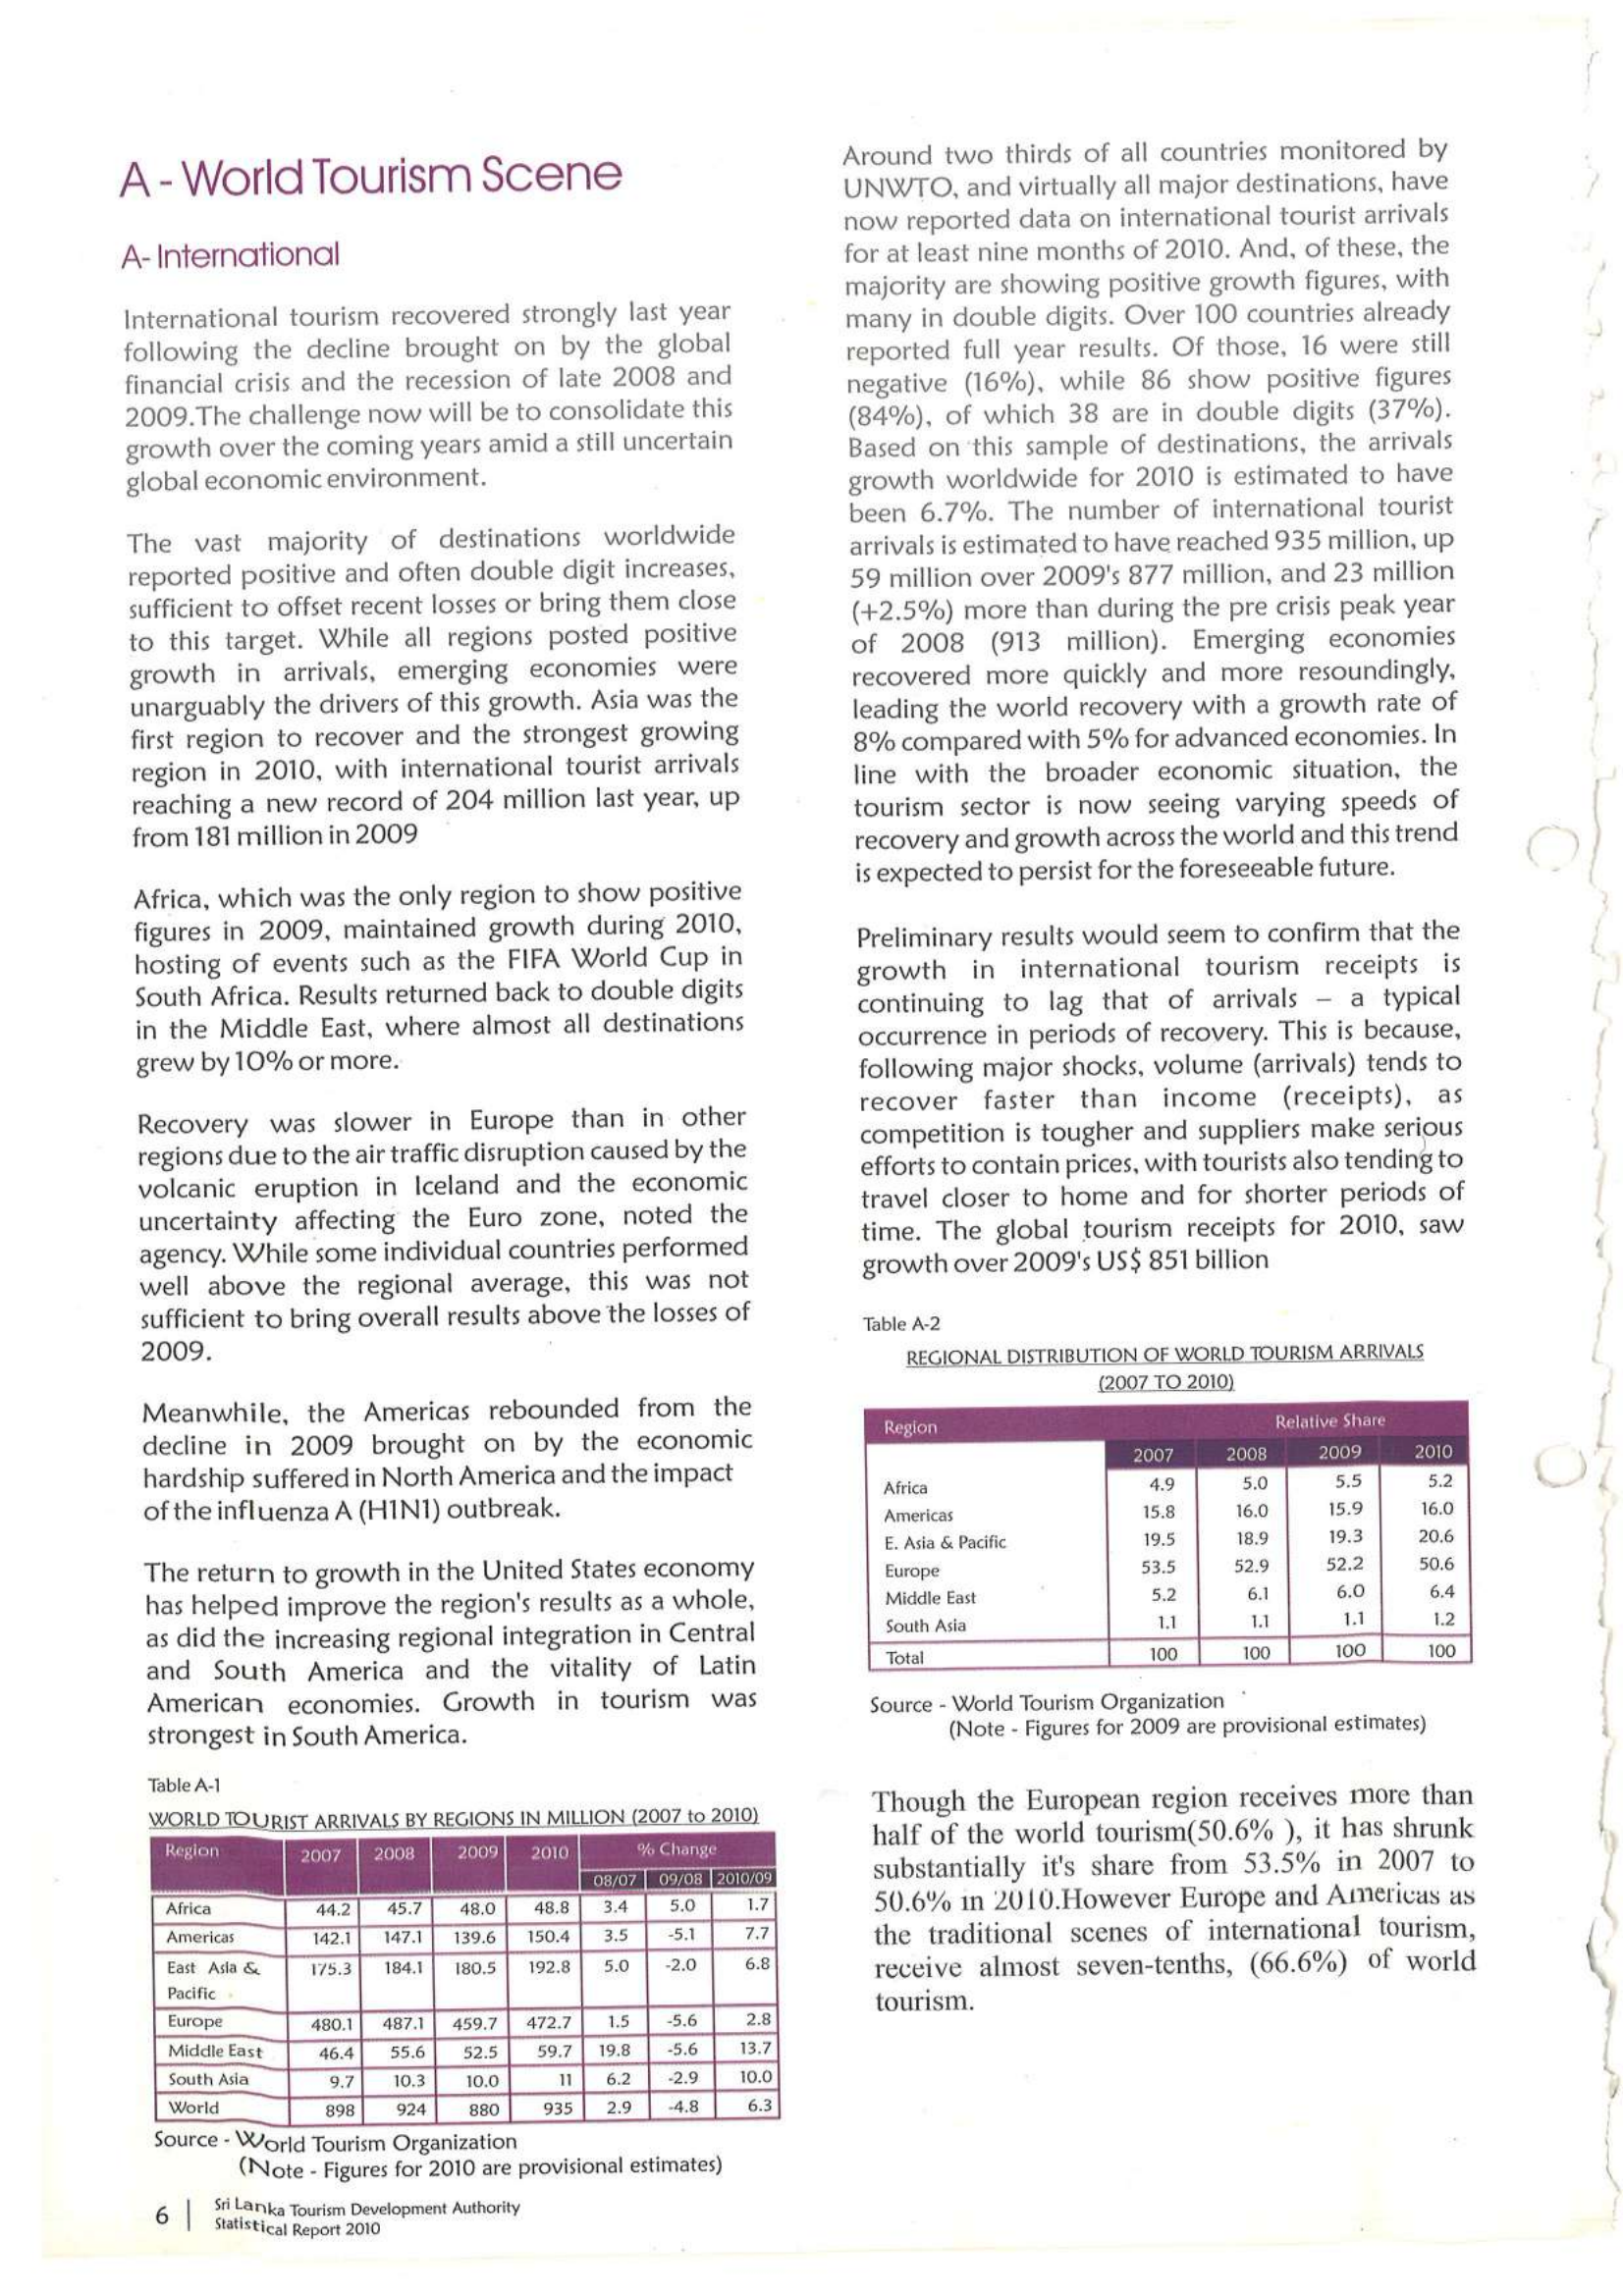 A - World Tourism Scene
A- International
International tourism recovered strongly last year
following the decline brought on by the global
financial crisis and the recession of late 2008 and
2009.The challenge now will be to consolidate this
growth over the coming years amid a still uncertain
global economic environment.
The vast majority of destinations worldwide
reported positive and often double digit increases,
sufficient to offset recent losses or bring them close
to this target. While all regions posted positive
growth in arrivals, emerging economies were
unarguably the drivers of this growth. Asia was the
first region to recover and the strongest growing
region in 2010, with international tourist arrivals
reaching a new record of 204 million last year, up
from 181 million in 2009
Africa, which was the only region to show positive
figures in 2009, maintained growth during 2010,
hosting of events such as the FIFA World Cup in
South Africa. Results returned back to double digits
in the Middle East, where almost all destinations
grew by 10% or more.
Recovery was slower in Europe than in other
regions due to the air traffic disruption caused by the
volcanic eruption in Iceland and the economic
uncertainty affecting the Euro zone, noted the
agency. While some individual countries performed
well above the regional average, this was not
sufficient to bring overall results above the losses of
2009.
Meanwhile, the Americas rebounded from the
decline in 2009 brought on by the economic
hardship suffered in North America and the impact
of the influenza A (H1N1) outbreak.
The return to growth in the United States economy
has helped improve the region's results as a whole,
as did the increasing regional integration in Central
and South America and the vitality of Latin
American economies. Growth in tourism was
strongest in South America.
Table A-1
WORLD TOURIST ARRIVALS BY REGIONS IN MILLION (2007 to 2010)
Region 2007 2008 2009 2010 % Change
08/07 09/08 2010/09
Africa 44.2 45.7 48.0 48.8 3.4 5.0 1.7
Americas 142.1 147.1 139.6 150.4 3.5 -5.1 7.7
East Asia & 175.3 184.1 180.5 192.8 5.0 -2.0 6.8
Pacific
Europe 480.1 487.1 459.7 472.7 1.5 -5.6 2.8
Middle East 46.4 55.6 52.5 59.7 19.8 -5.6 13.7
South Asia 9.7 10.3 10.0 11 6.2 -2.9 10.0
World 898 924 880 935 2.9 -4.8 6.3
Source - World Tourism Organization
(Note - Figures for 2010 are provisional estimates)
Around two thirds of all countries monitored by
UNWTO, and virtually all major destinations, have
now reported data on international tourist arrivals
for at least nine months of 2010. And, of these, the
majority are showing positive growth figures, with
many in double digits. Over 100 countries already
reported full year results. Of those, 16 were still
negative (16%), while 86 show positive figures
(84%), of which 38 are in double digits (37%).
Based on this sample of destinations, the arrivals
growth worldwide for 2010 is estimated to have
been 6.7%. The number of international tourist
arrivals is estimated to have reached 935 million, up
59 million over 2009's 877 million, and 23 million
(+2.5%) more than during the pre crisis peak year
of 2008 (913 million). Emerging economies
recovered more quickly and more resoundingly,
leading the world recovery with a growth rate of
8% compared with 5% for advanced economies. In
line with the broader economic situation, the
tourism sector is now seeing varying speeds of
recovery and growth across the world and this trend
is expected to persist for the foreseeable future.
Preliminary results would seem to confirm that the
growth in international tourism receipts is
continuing to lag that of arrivals – a typical
occurrence in periods of recovery. This is because,
following major shocks, volume (arrivals) tends to
recover faster than income (receipts), as
competition is tougher and suppliers make serious
efforts to contain prices, with tourists also tending to
travel closer to home and for shorter periods of
time. The global tourism receipts for 2010, saw
growth over 2009's US$ 851 billion
Table A-2
REGIONAL DISTRIBUTION OF WORLD TOURISM ARRIVALS
(2007 TO 2010)
Region Relative Share
2007 2008 2009 2010
Africa 4.9 5.0 5.5 5.2
Americas 15.8 16.0 15.9 16.0
E. Asia & Pacific 19.5 18.9 19.3 20.6
Europe 53.5 52.9 52.2 50.6
Middle East 5.2 6.1 6.0 6.4
South Asia 1.1 1.1 1.1 1.2
Total 100 100 100 100
Source - World Tourism Organization
(Note - Figures for 2009 are provisional estimates)
Though the European region receives more than
half of the world tourism(50.6% ), it has shrunk
substantially it's share from 53.5% in 2007 to
50.6% in 2010.However Europe and Americas as
the traditional scenes of international tourism,
receive almost seven-tenths, (66.6%) of world
tourism.
6 | Sri Lanka Tourism Development Authority
Statistical Report 2010